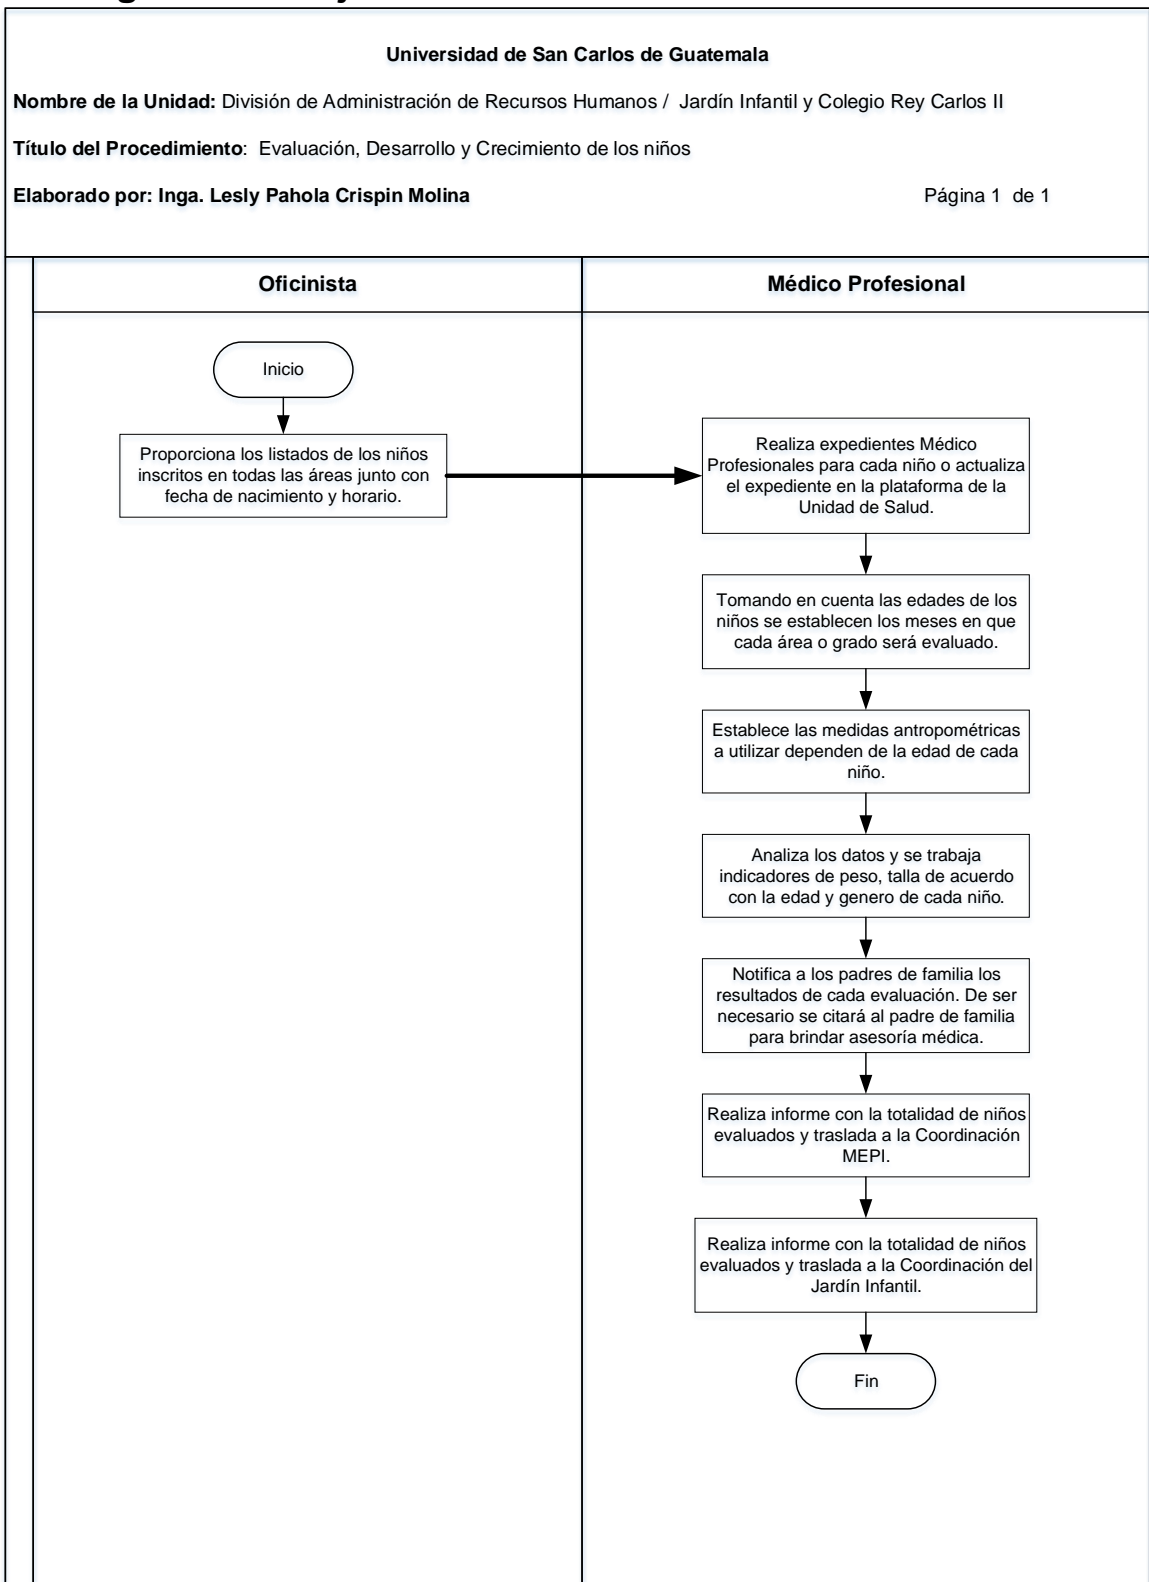 Universidad de San Carlos de Guatemala
Nombre de la Unidad: División de Administración de Recursos Humanos / Jardín Infantil y Colegio Rey Carlos II
Título del Procedimiento: Evaluación, Desarrollo y Crecimiento de los niños
Elaborado por: Inga. Lesly Pahola Crispin Molina Página 1 de 1
Oficinista
Médico Profesional
Inicio
Proporciona los listados de los niños
inscritos en todas las áreas junto con
fecha de nacimiento y horario.
Realiza expedientes Médico
Profesionales para cada niño o actualiza
el expediente en la plataforma de la
Unidad de Salud.
Tomando en cuenta las edades de los
niños se establecen los meses en que
cada área o grado será evaluado.
Establece las medidas antropométricas
a utilizar dependen de la edad de cada
niño.
Analiza los datos y se trabaja
indicadores de peso, talla de acuerdo
con la edad y genero de cada niño.
Notifica a los padres de familia los
resultados de cada evaluación. De ser
necesario se citará al padre de familia
para brindar asesoría médica.
Realiza informe con la totalidad de niños
evaluados y traslada a la Coordinación
MEPI.
Realiza informe con la totalidad de niños
evaluados y traslada a la Coordinación del
Jardín Infantil.
Fin